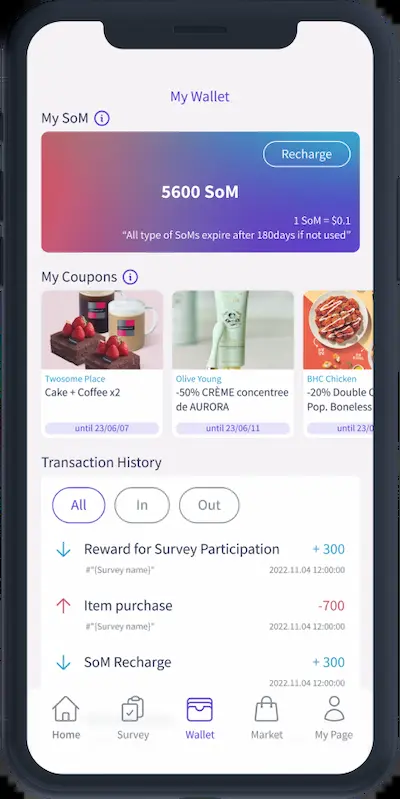 My Wallet
My SoM
Recharge
5600 SoM
1 SoM = $0.1
“All type of SoMs expire after 180days if not used”
My Coupons
Twosome Place
Cake + Coffee x2
until 23/06/07
Olive Young
-50% CRÈME concentree
de AURORA
until 23/06/11
BHC Chicken
-20% Double C
Pop. Boneless
until 23/0
Transaction History
All
In
Out
Reward for Survey Participation
+ 300
#"{Survey name}"
2022.11.04 12:00:00
Item purchase
-700
#"{Survey name}"
2022.11.04 12:00:00
SoM Recharge
+ 300
2022.11.04 12:00:00
Home
Survey
Wallet
Market
My Page